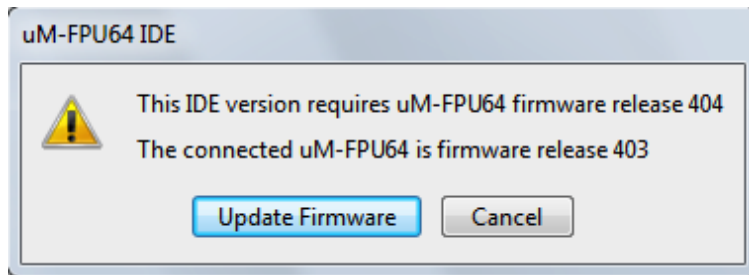 uM-FPU64 IDE
This IDE version requires uM-FPU64 firmware release 404
The connected uM-FPU64 is firmware release 403
Update Firmware
Cancel